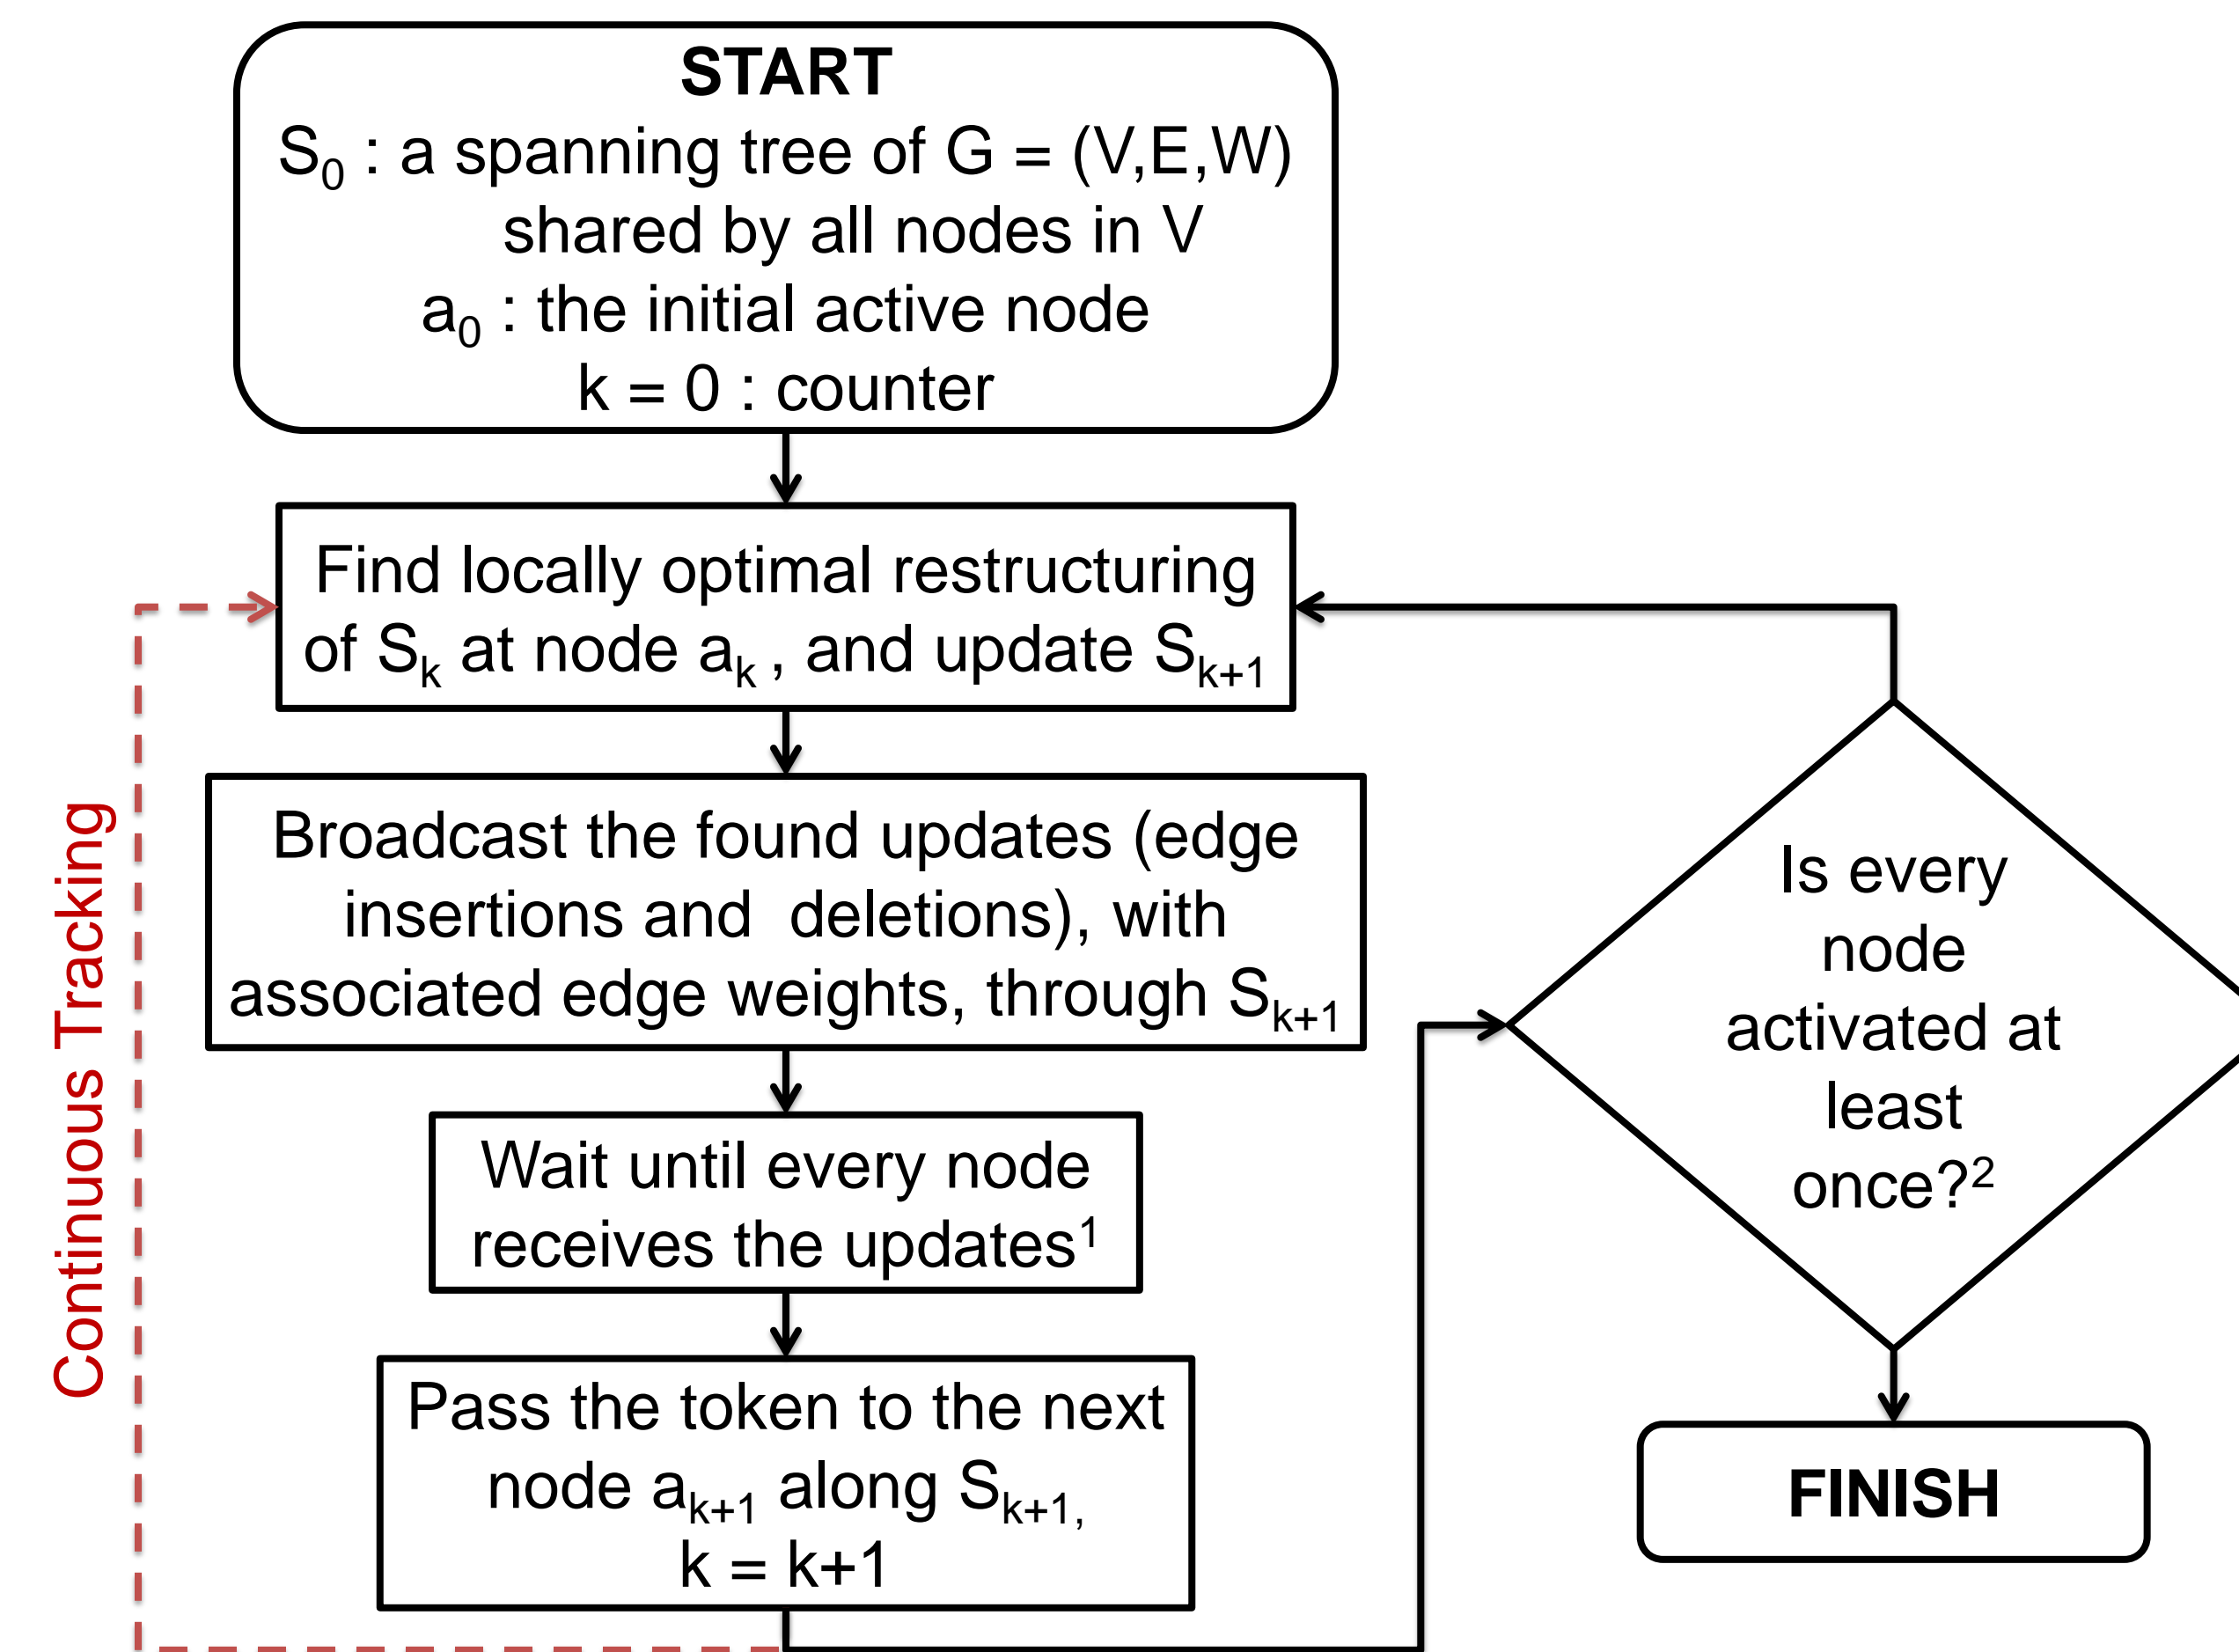 START
S₀ : a spanning tree of G = (V,E,W)
shared by all nodes in V
a₀ : the initial active node
k = 0 : counter
Find locally optimal restructuring
of Sₖ at node aₖ , and update Sₖ₊₁
Broadcast the found updates (edge
insertions and deletions), with
associated edge weights, through Sₖ₊₁
Wait until every node
receives the updates¹
Pass the token to the next
node aₖ₊₁ along Sₖ₊₁,
k = k+1
Continuous Tracking
Is every
node
activated at
least
once?²
FINISH